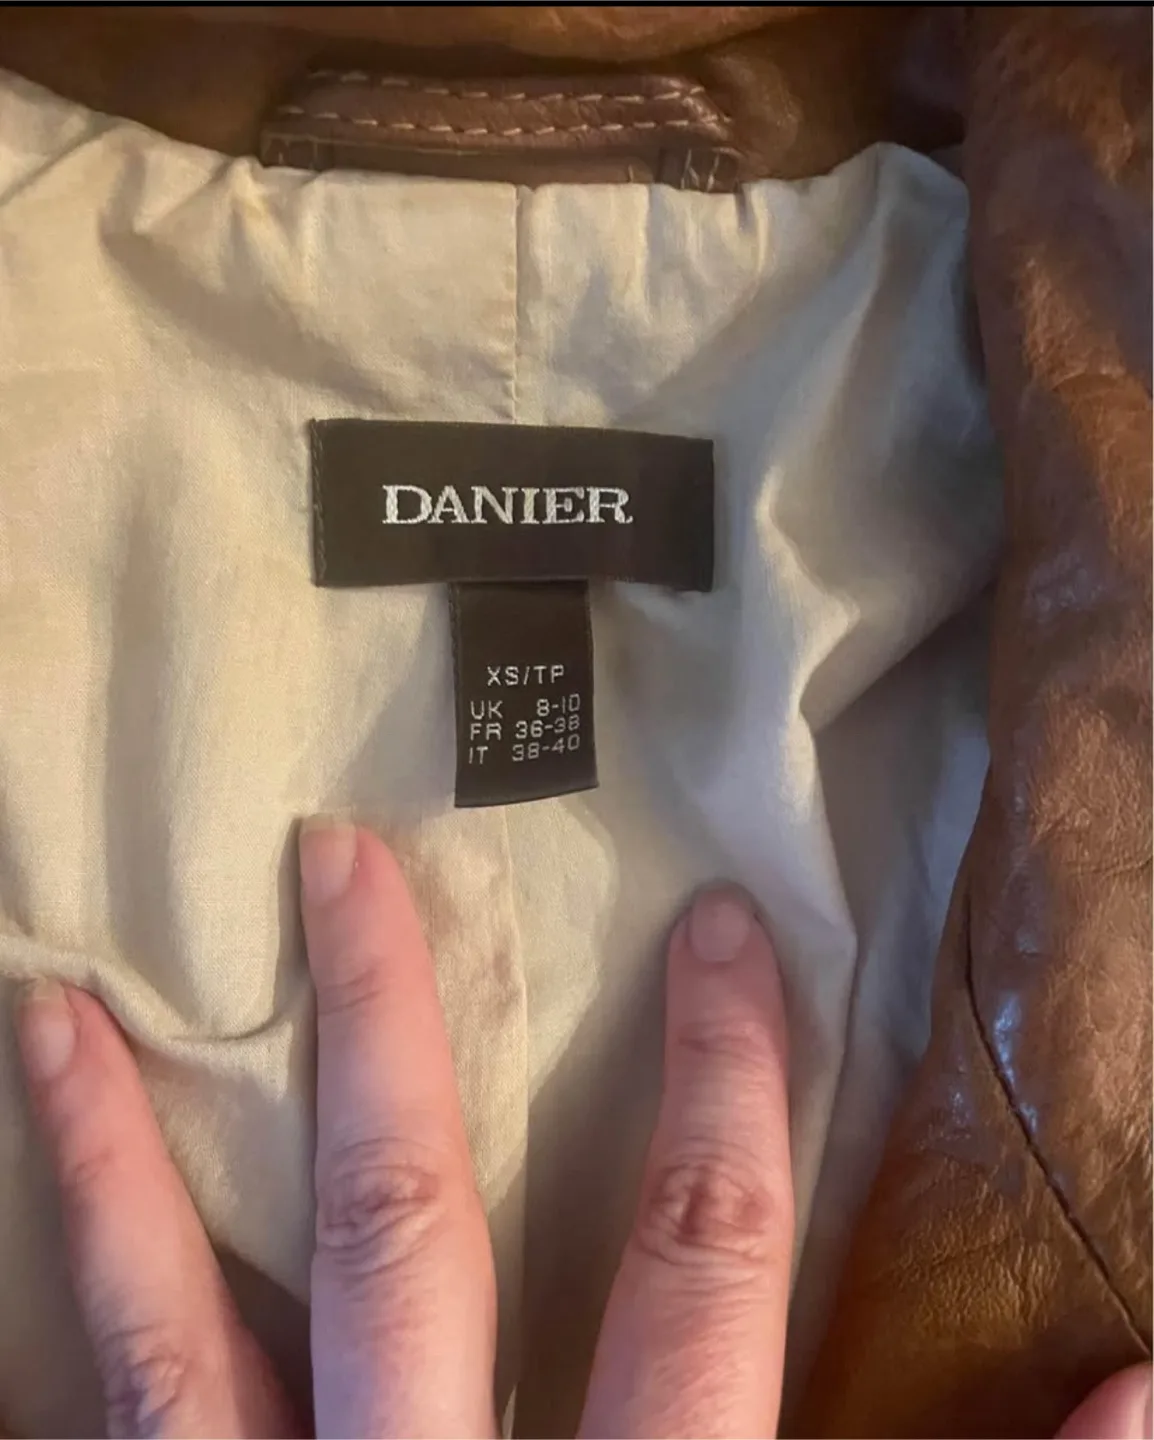 DANIER
XS/TP
UK 8-10
FR 36-38
IT 38-40